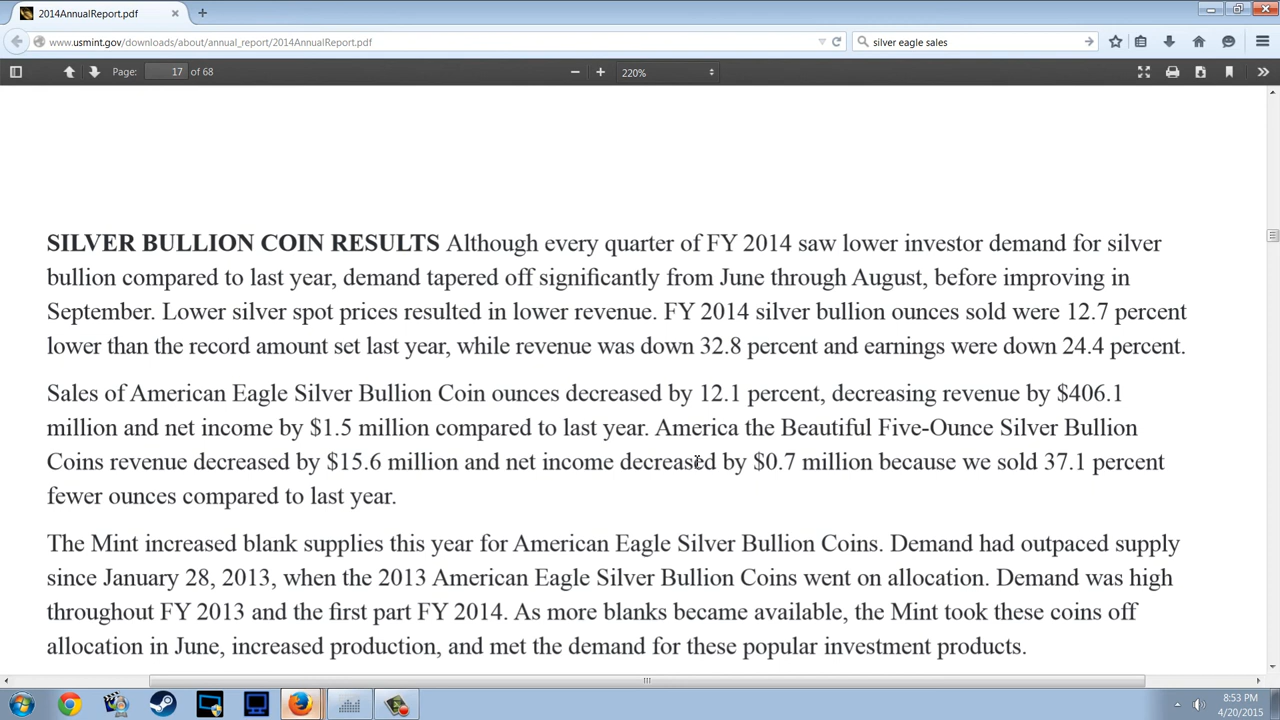 2014AnnualReport.pdf
www.usmint.gov/downloads/about/annual_report/2014AnnualReport.pdf
silver eagle sales
Page: 17 of 68
220%
SILVER BULLION COIN RESULTS Although every quarter of FY 2014 saw lower investor demand for silver
bullion compared to last year, demand tapered off significantly from June through August, before improving in
September. Lower silver spot prices resulted in lower revenue. FY 2014 silver bullion ounces sold were 12.7 percent
lower than the record amount set last year, while revenue was down 32.8 percent and earnings were down 24.4 percent.
Sales of American Eagle Silver Bullion Coin ounces decreased by 12.1 percent, decreasing revenue by $406.1
million and net income by $1.5 million compared to last year. America the Beautiful Five-Ounce Silver Bullion
Coins revenue decreased by $15.6 million and net income decreased by $0.7 million because we sold 37.1 percent
fewer ounces compared to last year.
The Mint increased blank supplies this year for American Eagle Silver Bullion Coins. Demand had outpaced supply
since January 28, 2013, when the 2013 American Eagle Silver Bullion Coins went on allocation. Demand was high
throughout FY 2013 and the first part FY 2014. As more blanks became available, the Mint took these coins off
allocation in June, increased production, and met the demand for these popular investment products.
8:53 PM
4/20/2015